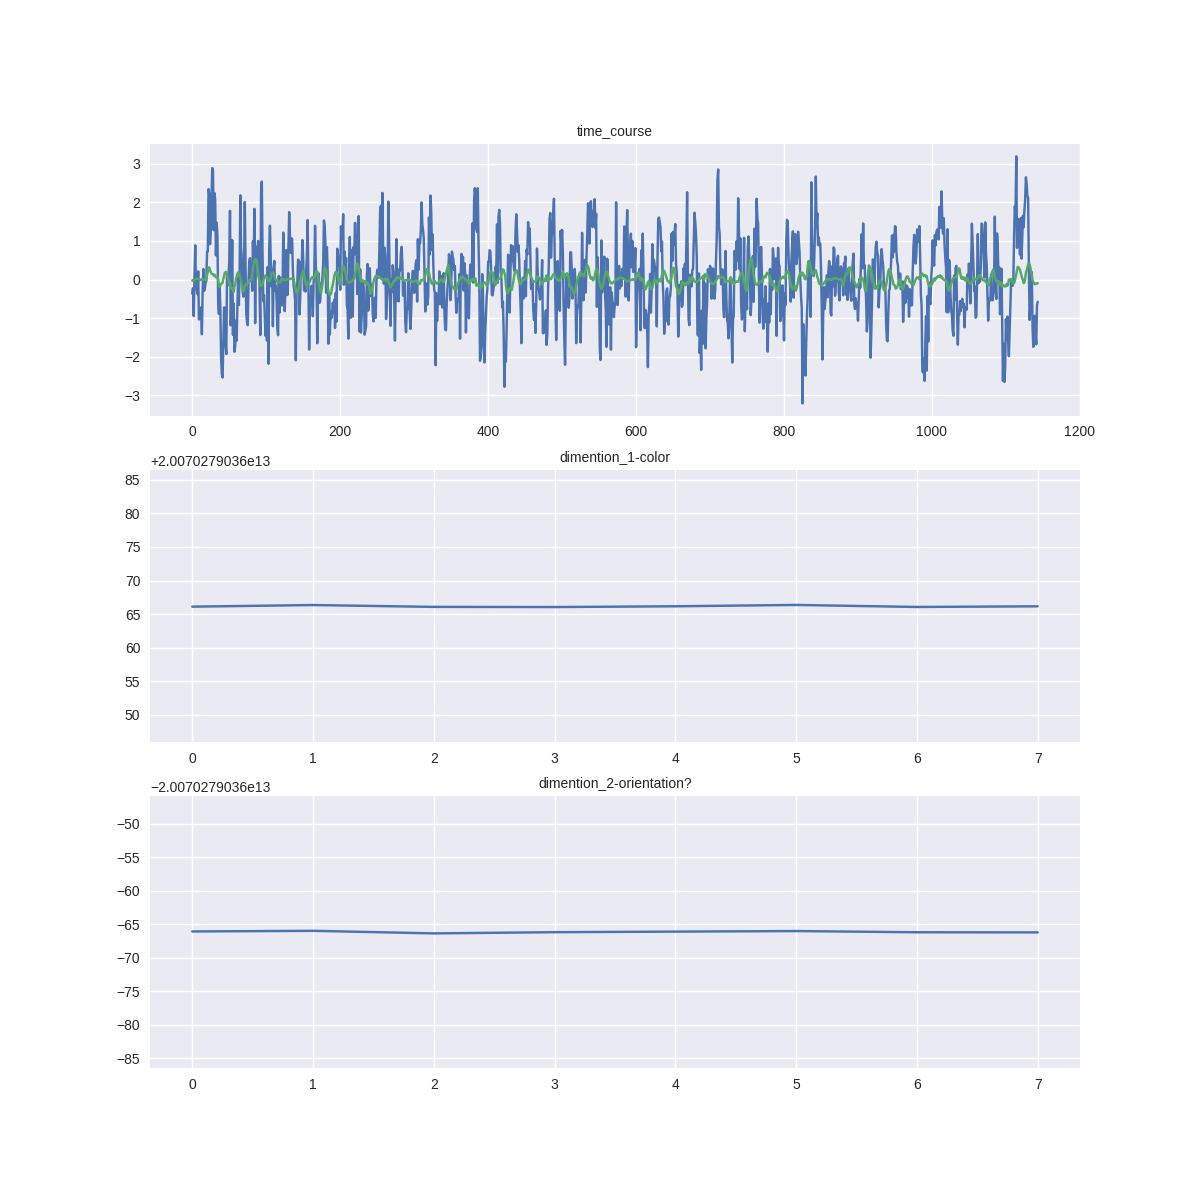 time_course
3
2
1
0
−1
−2
−3
0 200 400 600 800 1000 1200
+2.0070279036e13
dimention_1-color
85
80
75
70
65
60
55
50
0 1 2 3 4 5 6 7
−2.0070279036e13
dimention_2-orientation?
−50
−55
−60
−65
−70
−75
−80
−85
0 1 2 3 4 5 6 7